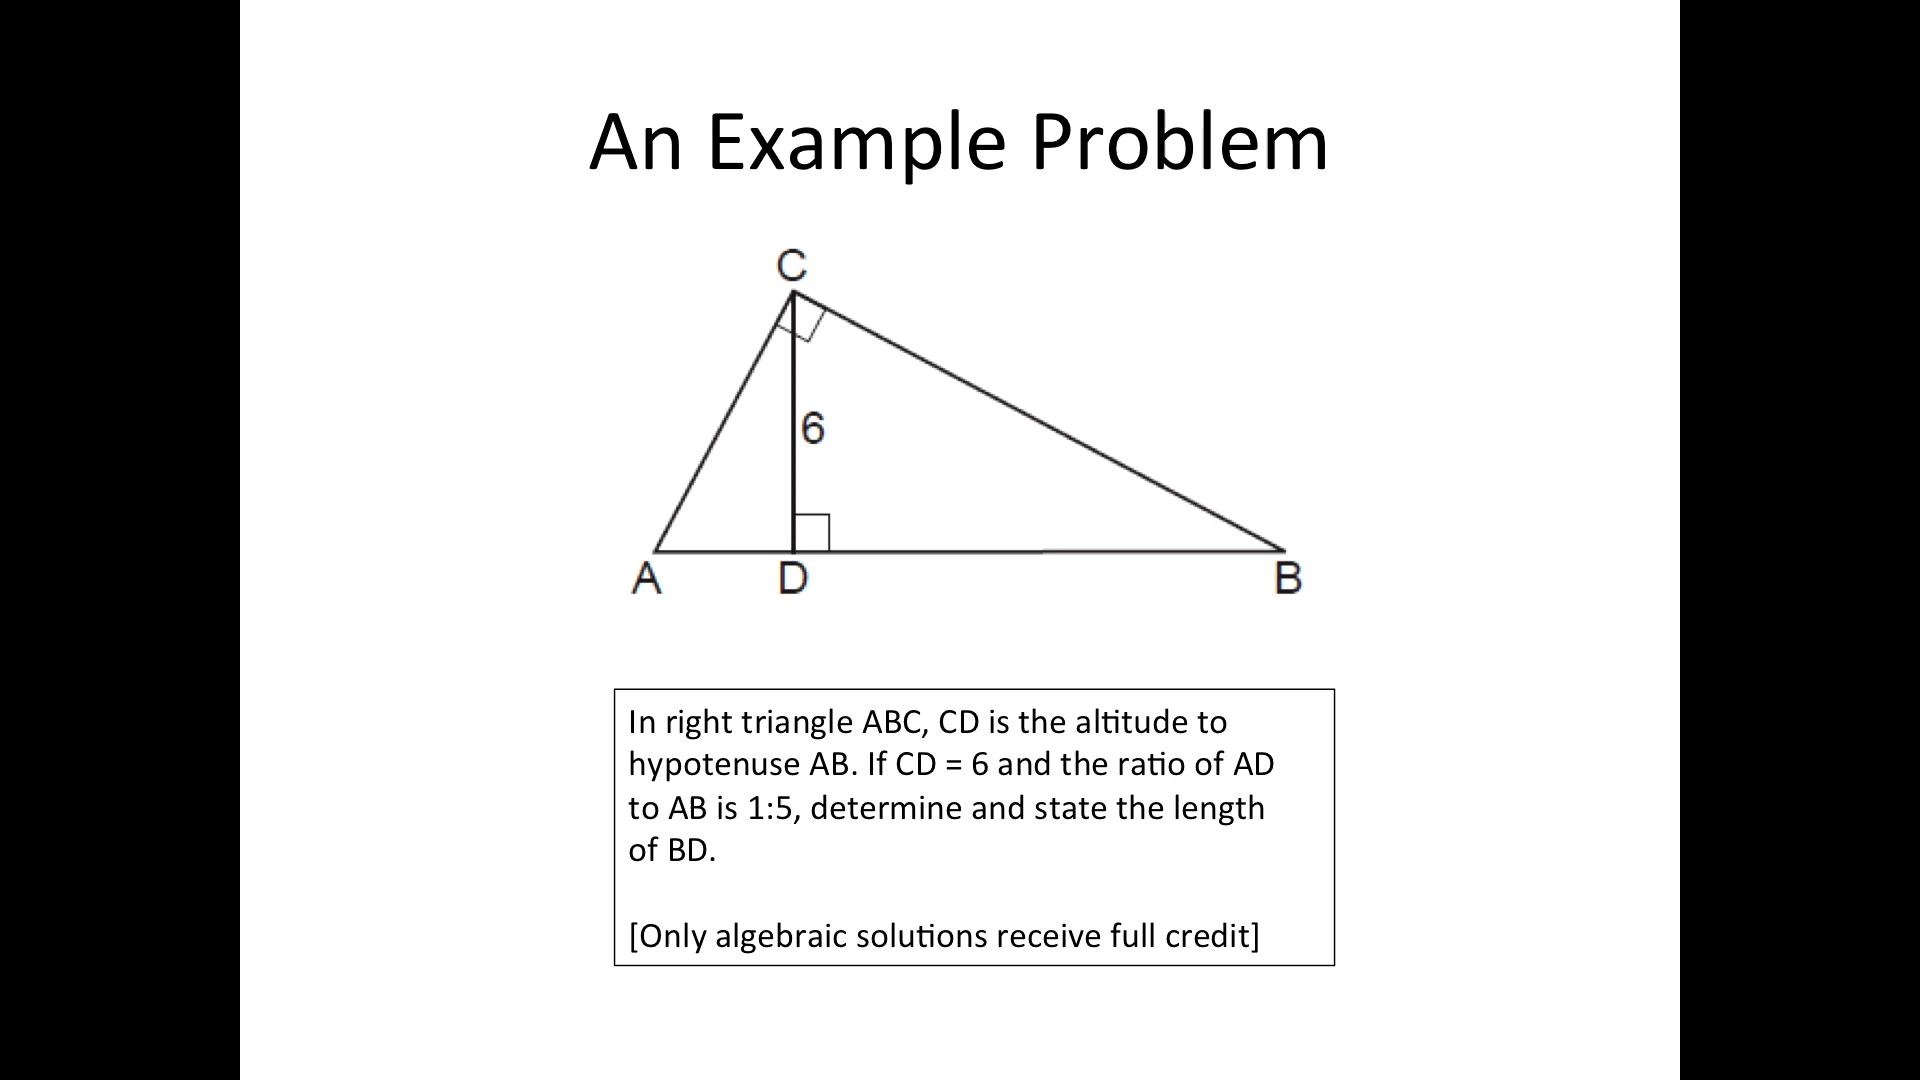 An Example Problem
C
6
A
D
B
In right triangle ABC, CD is the altitude to
hypotenuse AB. If CD = 6 and the ratio of AD
to AB is 1:5, determine and state the length
of BD.
[Only algebraic solutions receive full credit]